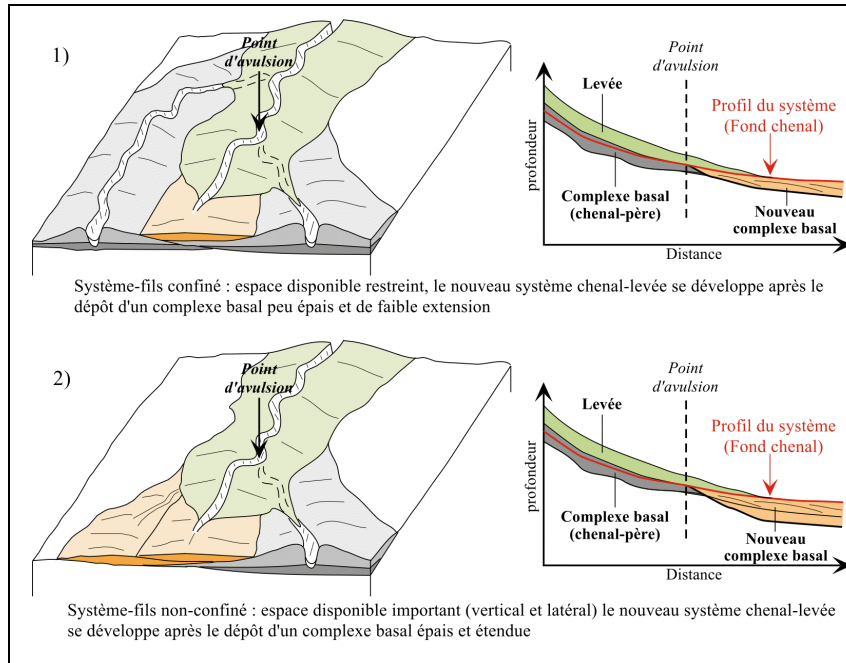 1)
Point
d'avulsion
Point
d'avulsion
Levée
Profil du système
(Fond chenal)
profondeur
Complexe basal
(chenal-père)
Nouveau
complexe basal
Distance
Système-fils confiné : espace disponible restreint, le nouveau système chenal-levée se développe après le
dépôt d'un complexe basal peu épais et de faible extension
2)
Point
d'avulsion
Point
d'avulsion
Levée
Profil du système
(Fond chenal)
profondeur
Complexe basal
(chenal-père)
Nouveau
complexe basal
Distance
Système-fils non-confiné : espace disponible important (vertical et latéral) le nouveau système chenal-levée
se développe après le dépôt d'un complexe basal épais et étendue